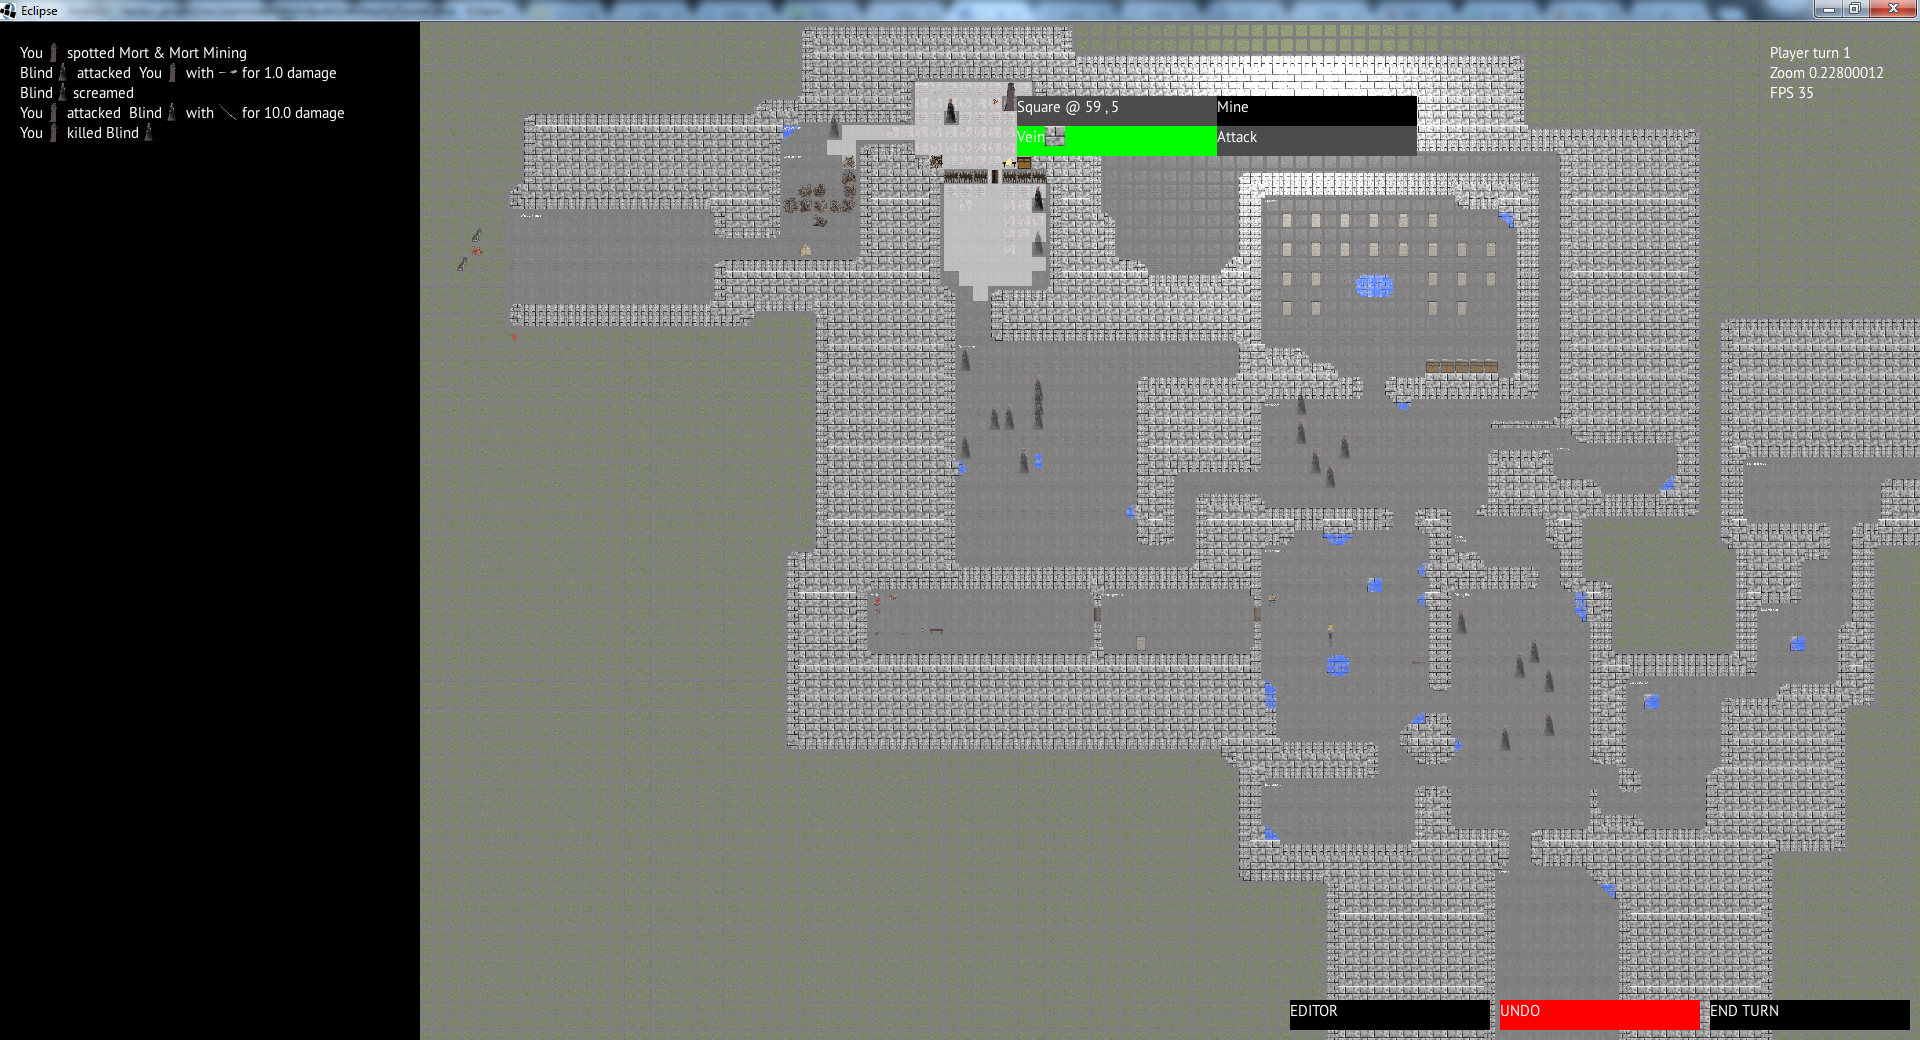 Eclipse
You spotted Mort & Mort Mining
Blind attacked You with for 1.0 damage
Blind screamed
You attacked Blind with for 10.0 damage
You killed Blind
Player turn 1
Zoom 0.22800012
FPS 35
Square @ 59 , 5
Mine
Vein
Attack
EDITOR
UNDO
END TURN